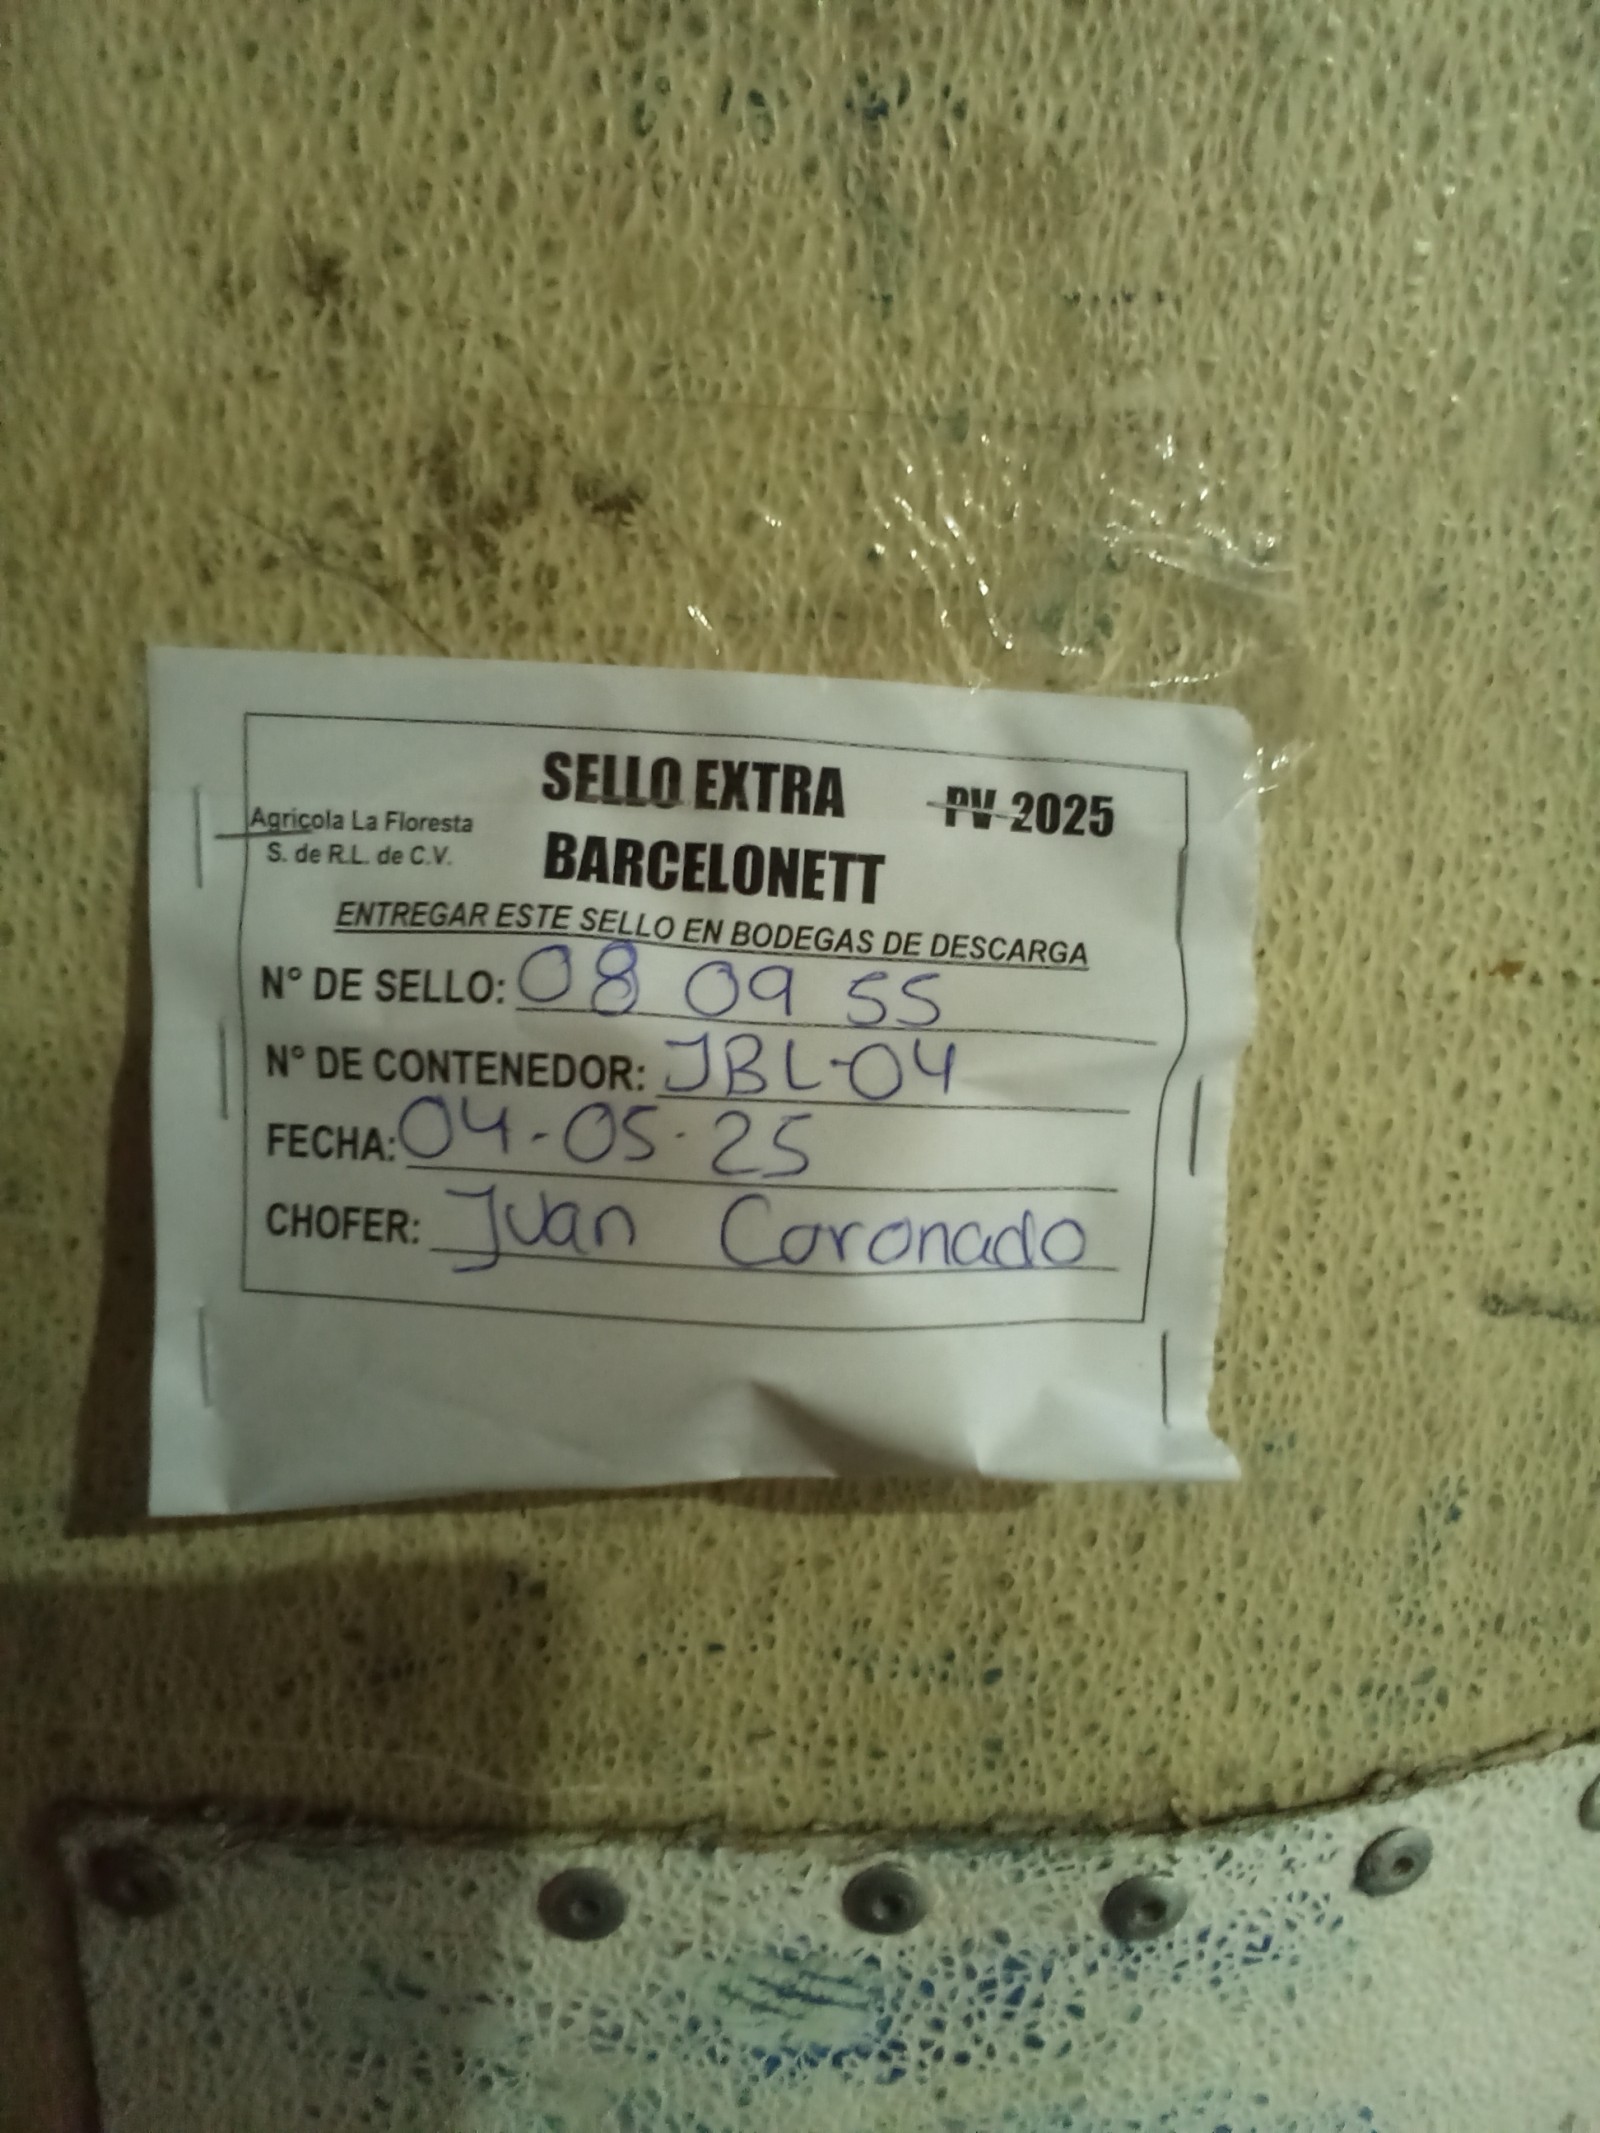 SELLO EXTRA PV-2025
Agrícola La Floresta
S. de R.L. de C.V.
BARCELONETT
ENTREGAR ESTE SELLO EN BODEGAS DE DESCARGA
N° DE SELLO: 08 09 55
N° DE CONTENEDOR: JBL-04
FECHA: 04-05-25
CHOFER: Juan Coronado